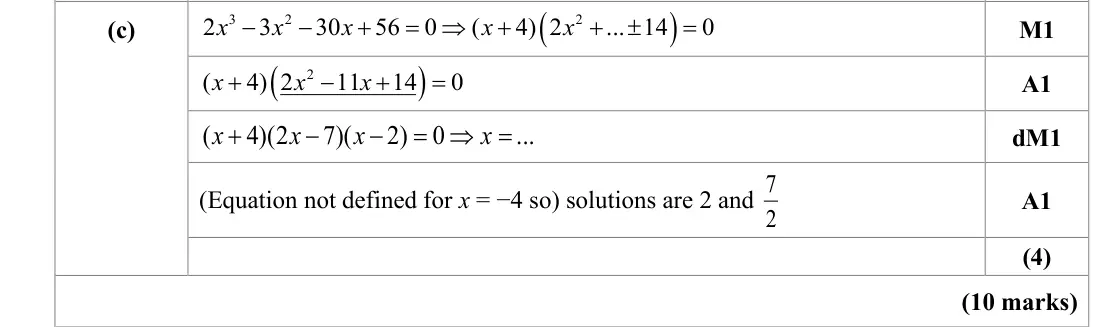 (c) 2x³ − 3x² − 30x + 56 = 0 ⇒ (x + 4)(2x² + ... ± 14) = 0 M1
(x + 4)(2x² − 11x + 14) = 0 A1
(x + 4)(2x − 7)(x − 2) = 0 ⇒ x = ... dM1
(Equation not defined for x = −4 so) solutions are 2 and 7/2 A1
(4)
(10 marks)